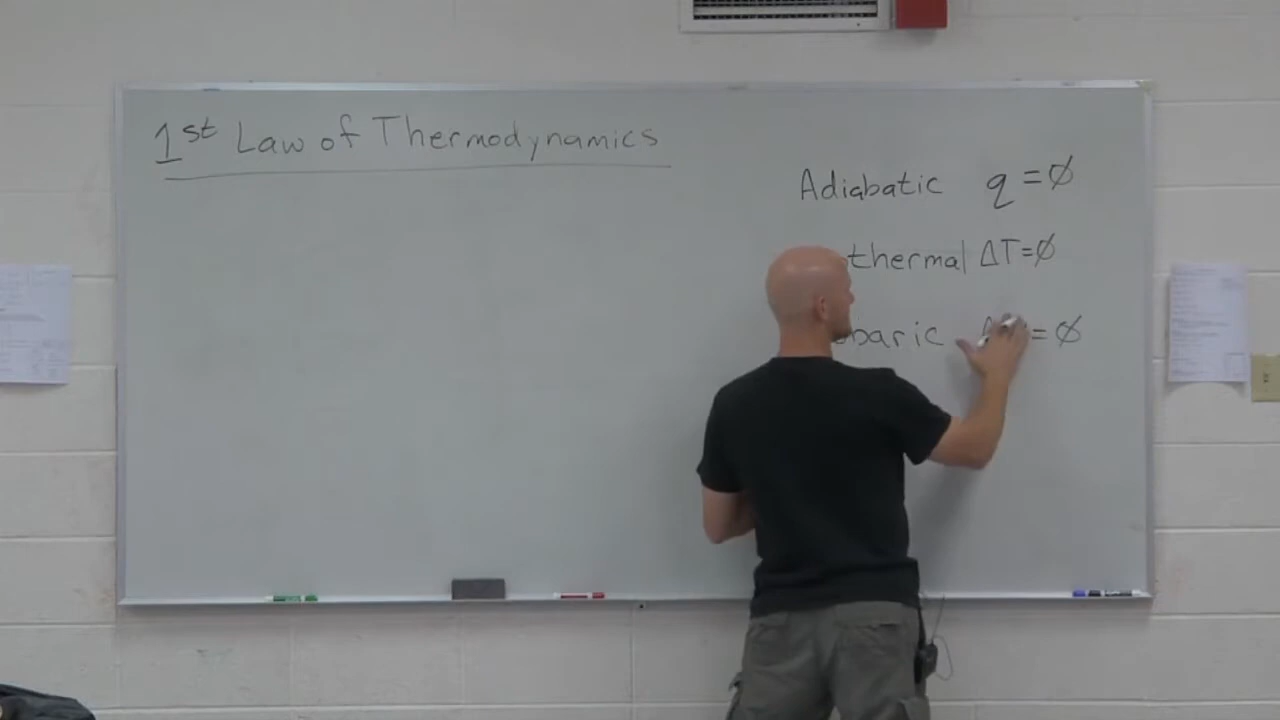 1st Law of Thermodynamics
Adiabatic q = ∅
thermal ΔT=∅
baric = ∅